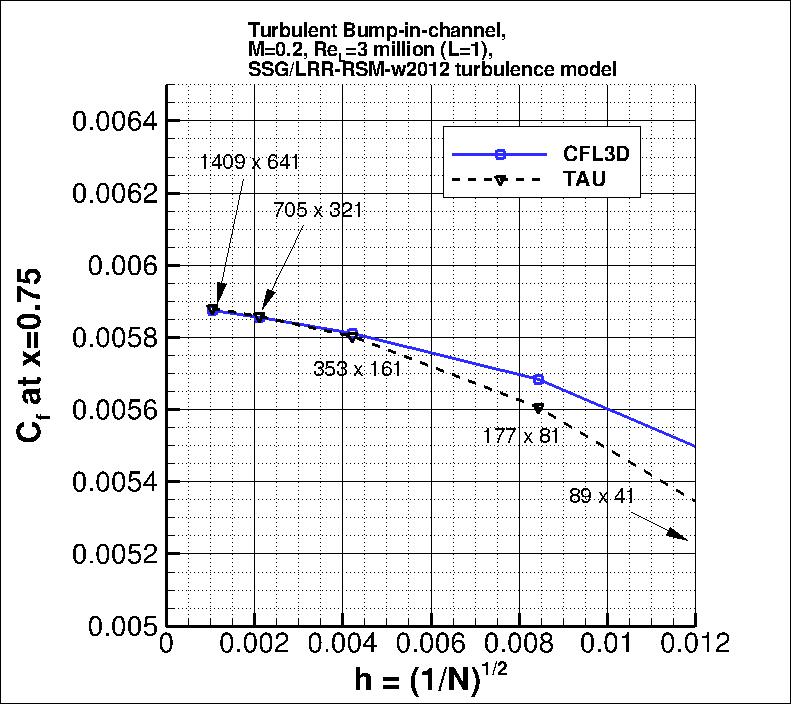 Turbulent Bump-in-channel,
M=0.2, Re_L=3 million (L=1),
SSG/LRR-RSM-w2012 turbulence model
0.0064
CFL3D
1409 x 641
TAU
0.0062
705 x 321
0.006
C_f at x=0.75
0.0058
353 x 161
0.0056
177 x 81
0.0054
89 x 41
0.0052
0.005
0 0.002 0.004 0.006 0.008 0.01 0.012
h = (1/N)^1/2